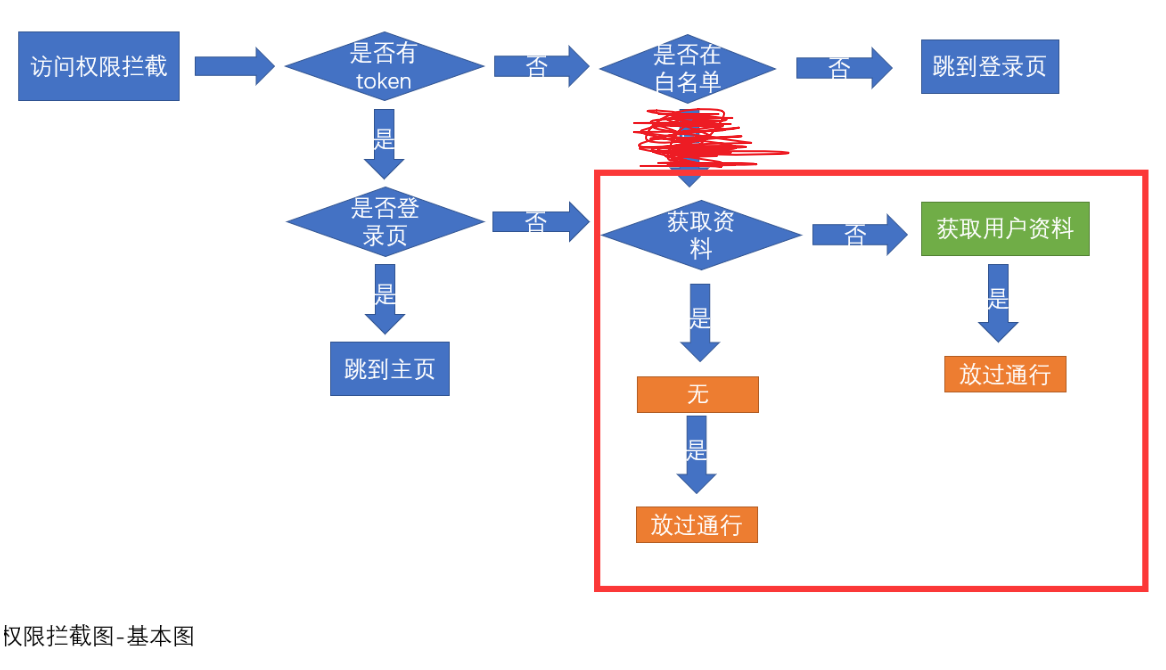 访问权限拦截
是否有
token
否
是否在
白名单
否
跳到登录页
是
是否登
录页
否
获取资
料
否
获取用户资料
是
是
是
跳到主页
无
放过通行
是
放过通行
权限拦截图-基本图